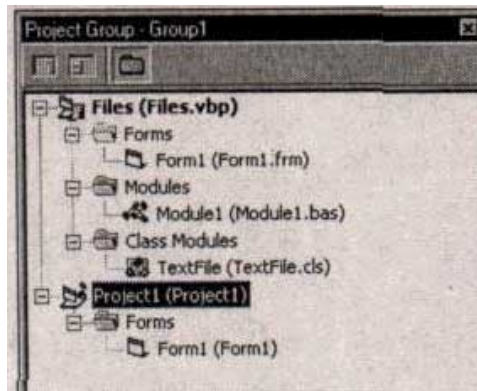 Project Group - Group1
Files (Files.vbp)
Forms
Form1 (Form1.frm)
Modules
Module1 (Module1.bas)
Class Modules
TextFile (TextFile.cls)
Project1 (Project1)
Forms
Form1 (Form1)